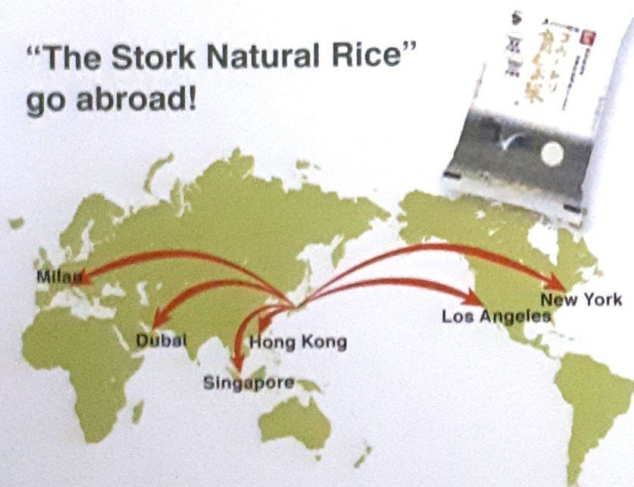 “The Stork Natural Rice”
go abroad!
Milan
Dubai
Hong Kong
Singapore
New York
Los Angeles